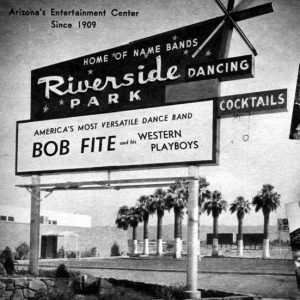 Arizona's Entertainment Center
Since 1909
HOME OF NAME BANDS
Riverside
PARK
DANCING
COCKTAILS
AMERICA'S MOST VERSATILE DANCE BAND
BOB FITE and his WESTERN
PLAYBOYS